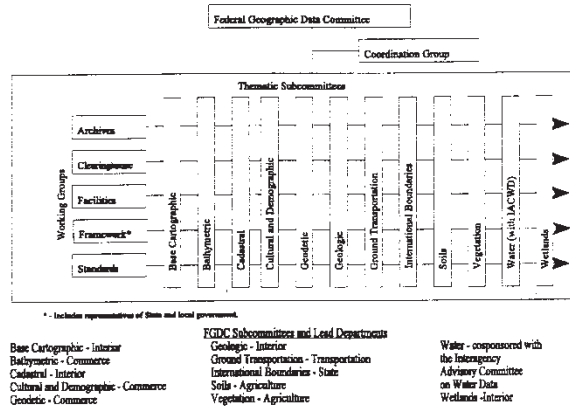 Federal Geographic Data Committee
Coordination Group
Thematic Subcommittees
Working Groups
Archives
Clearinghouse
Facilities
Framework*
Standards
Base Cartographic
Bathymetric
Cadastral
Cultural and Demographic
Geodetic
Geologic
Ground Transportation
International Boundaries
Soils
Vegetation
Water (with IACWD)
Wetlands
* - Includes representatives of State and local government.
FGDC Subcommittees and Lead Departments
Base Cartographic - Interior
Bathymetric - Commerce
Cadastral - Interior
Cultural and Demographic - Commerce
Geodetic - Commerce
Geologic - Interior
Ground Transportation - Transportation
International Boundaries - State
Soils - Agriculture
Vegetation - Agriculture
Water - cosponsored with
the Interagency
Advisory Committee
on Water Data
Wetlands -Interior